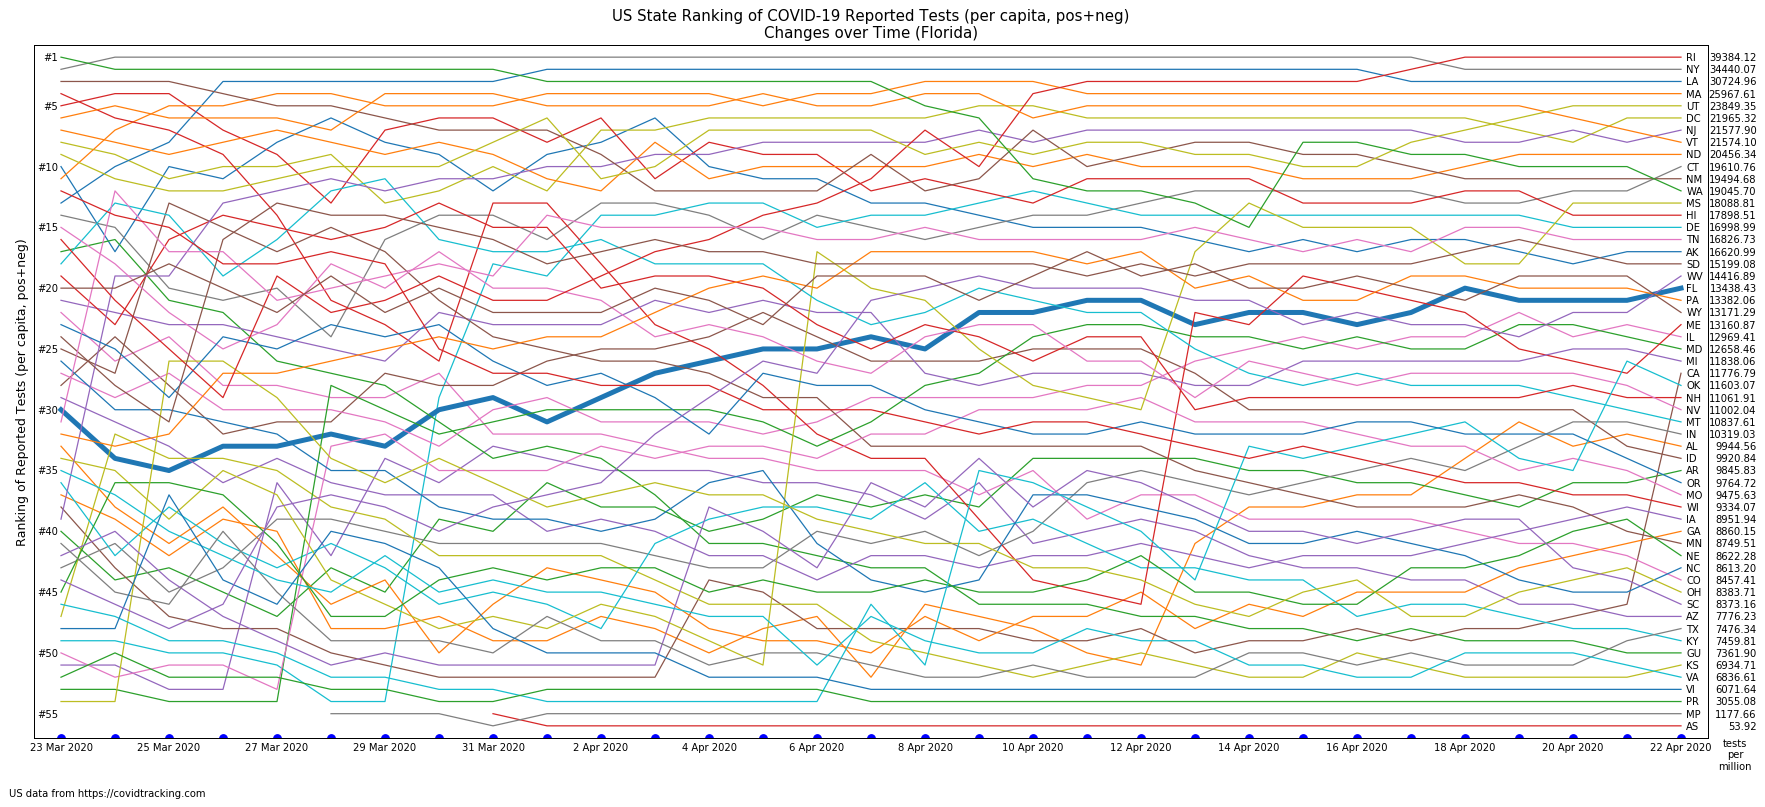 US State Ranking of COVID-19 Reported Tests (per capita, pos+neg)
Changes over Time (Florida)
Ranking of Reported Tests (per capita, pos+neg)
#1
#5
#10
#15
#20
#25
#30
#35
#40
#45
#50
#55
RI 39384.12
NY 34440.07
LA 30724.96
MA 25967.61
UT 23849.35
DC 21965.32
NJ 21577.90
VT 21574.10
ND 20456.34
CT 19610.76
NM 19494.68
WA 19045.70
MS 18088.81
HI 17898.51
DE 16998.99
TN 16826.73
AK 16620.99
SD 15199.08
WV 14416.89
FL 13438.43
PA 13382.06
WY 13171.29
ME 13160.87
IL 12969.41
MD 12658.46
MI 11838.06
CA 11776.79
OK 11603.07
NH 11061.91
NV 11002.04
MT 10837.61
IN 10319.03
AL 9944.56
ID 9920.84
AR 9845.83
OR 9764.72
MO 9475.63
WI 9334.07
IA 8951.94
GA 8860.15
MN 8749.51
NE 8622.28
NC 8613.20
CO 8457.41
OH 8383.71
SC 8373.16
AZ 7776.23
TX 7476.34
KY 7459.81
GU 7361.90
KS 6934.71
VA 6836.61
VI 6071.64
PR 3055.08
MP 1177.66
AS 53.92
23 Mar 2020 25 Mar 2020 27 Mar 2020 29 Mar 2020 31 Mar 2020 2 Apr 2020 4 Apr 2020 6 Apr 2020 8 Apr 2020 10 Apr 2020 12 Apr 2020 14 Apr 2020 16 Apr 2020 18 Apr 2020 20 Apr 2020 22 Apr 2020
tests
per
million
US data from https://covidtracking.com